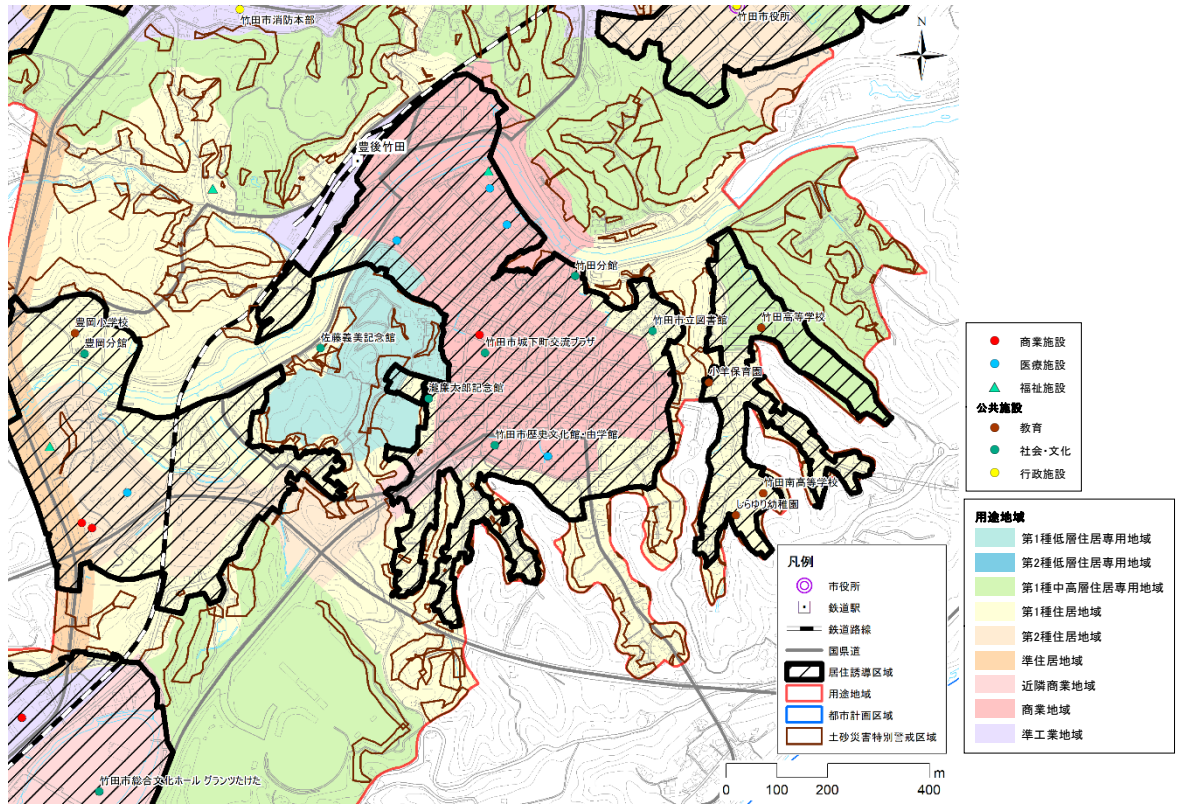 竹田市消防本部
竹田市役所
N
豊後竹田
竹田分館
豊岡小学校
豊岡分館
佐藤義美記念館
竹田市立図書館
竹田高等学校
竹田市城下町交流プラザ
小羊保育園
瀧廉太郎記念館
竹田市歴史文化館・由学館
竹田南高等学校
しらゆり幼稚園
竹田市総合文化ホール グランツたけた
商業施設
医療施設
福祉施設
公共施設
教育
社会・文化
行政施設
用途地域
第1種低層住居専用地域
第2種低層住居専用地域
第1種中高層住居専用地域
第1種住居地域
第2種住居地域
準住居地域
近隣商業地域
商業地域
準工業地域
凡例
市役所
鉄道駅
鉄道路線
国県道
居住誘導区域
用途地域
都市計画区域
土砂災害特別警戒区域
m
0 100 200 400